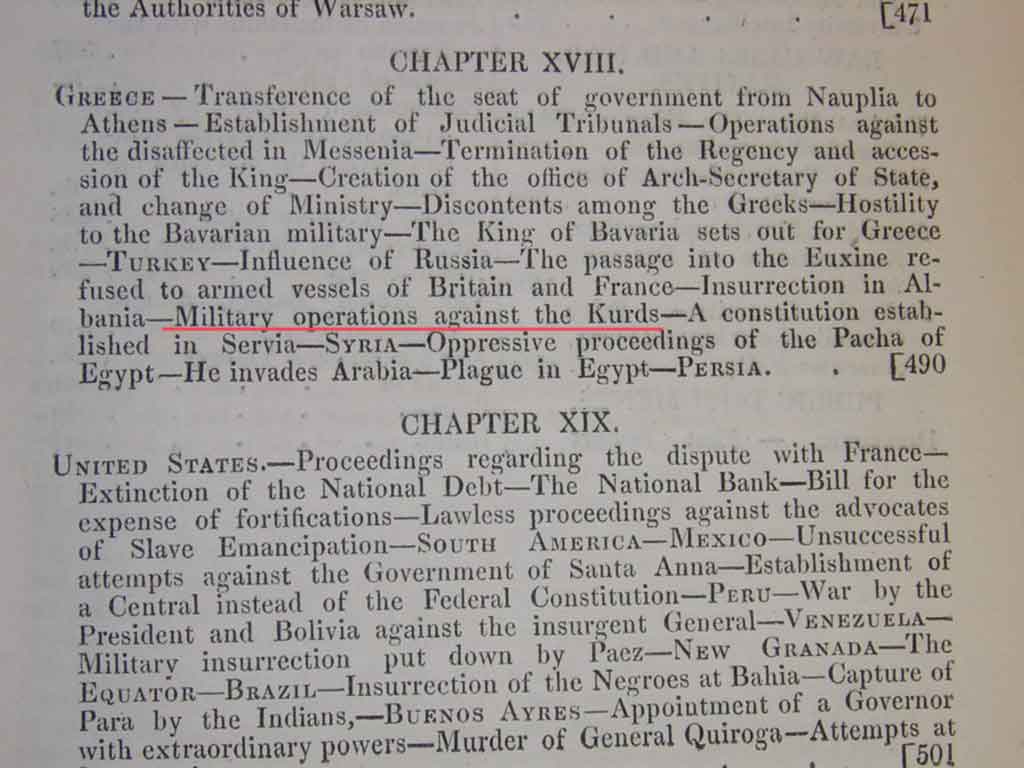 the Authorities of Warsaw. . . . . . [471
CHAPTER XVIII.
GREECE — Transference of the seat of government from Nauplia to
Athens — Establishment of Judicial Tribunals — Operations against
the disaffected in Messenia—Termination of the Regency and acces-
sion of the King—Creation of the office of Arch-Secretary of State,
and change of Ministry—Discontents among the Greeks—Hostility
to the Bavarian military—The King of Bavaria sets out for Greece
—TURKEY—Influence of Russia—The passage into the Euxine re-
fused to armed vessels of Britain and France—Insurrection in Al-
bania—Military operations against the Kurds—A constitution estab-
lished in Servia—SYRIA—Oppressive proceedings of the Pacha of
Egypt—He invades Arabia—Plague in Egypt—PERSIA. . [490
CHAPTER XIX.
UNITED STATES.—Proceedings regarding the dispute with France—
Extinction of the National Debt—The National Bank—Bill for the
expense of fortifications—Lawless proceedings against the advocates
of Slave Emancipation—SOUTH AMERICA—MEXICO—Unsuccessful
attempts against the Government of Santa Anna—Establishment of
a Central instead of the Federal Constitution—PERU—War by the
President and Bolivia against the insurgent General—VENEZUELA—
Military insurrection put down by Paez—NEW GRANADA—The
EQUATOR—BRAZIL—Insurrection of the Negroes at Bahia—Capture of
Para by the Indians,—BUENOS AYRES—Appointment of a Governor
with extraordinary powers—Murder of General Quiroga—Attempts at
[501